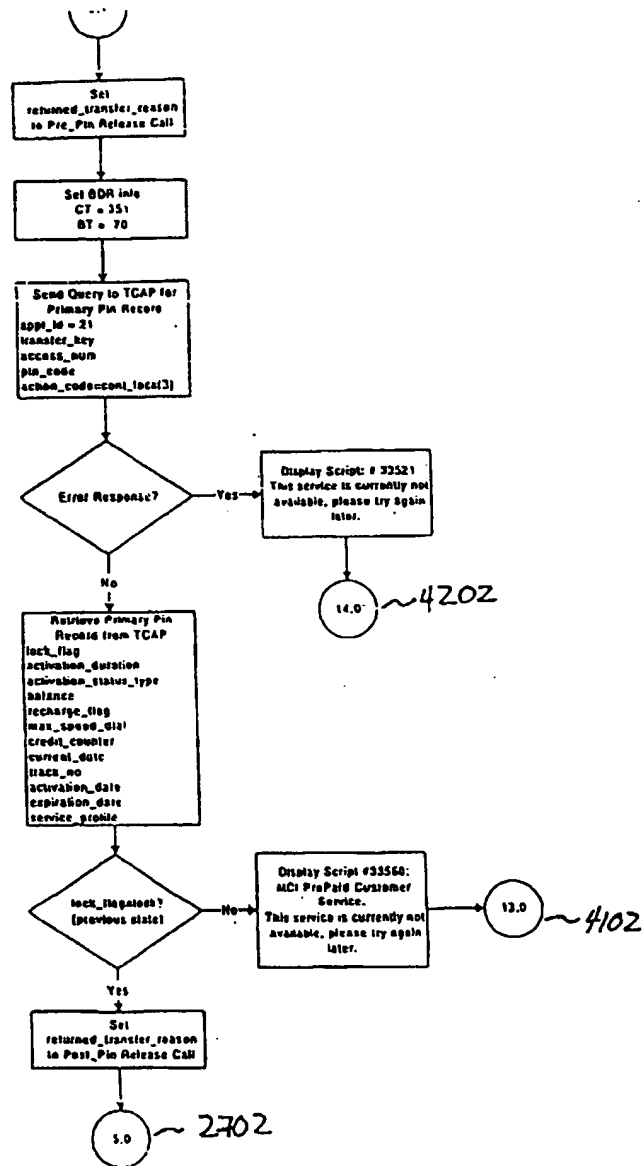 Set
returned_transfer_reason
to Pre_Pin Release Call
Set BDR info
CT = 351
BT = 70
Send Query to TCAP for
Primary Pin Record
appl_id = 21
transfer_key
access_num
pin_code
action_code=cont_lock(3)
Error Response?
Yes
Display Script: # 33521
This service is currently not
available, please try again
later.
No
14.0
4202
Retrieve Primary Pin
Record from TCAP
lock_flag
activation_duration
activation_status_type
balance
recharge_flag
max_speed_dial
credit_counter
current_date
track_no
activation_date
expiration_date
service_profile
lock_flag=lock?
(previous state)
No
Display Script #33560:
MCI PrePaid Customer
Service.
This service is currently not
available, please try again
later.
13.0
4102
Yes
Set
returned_transfer_reason
to Post_Pin Release Call
5.0
2702